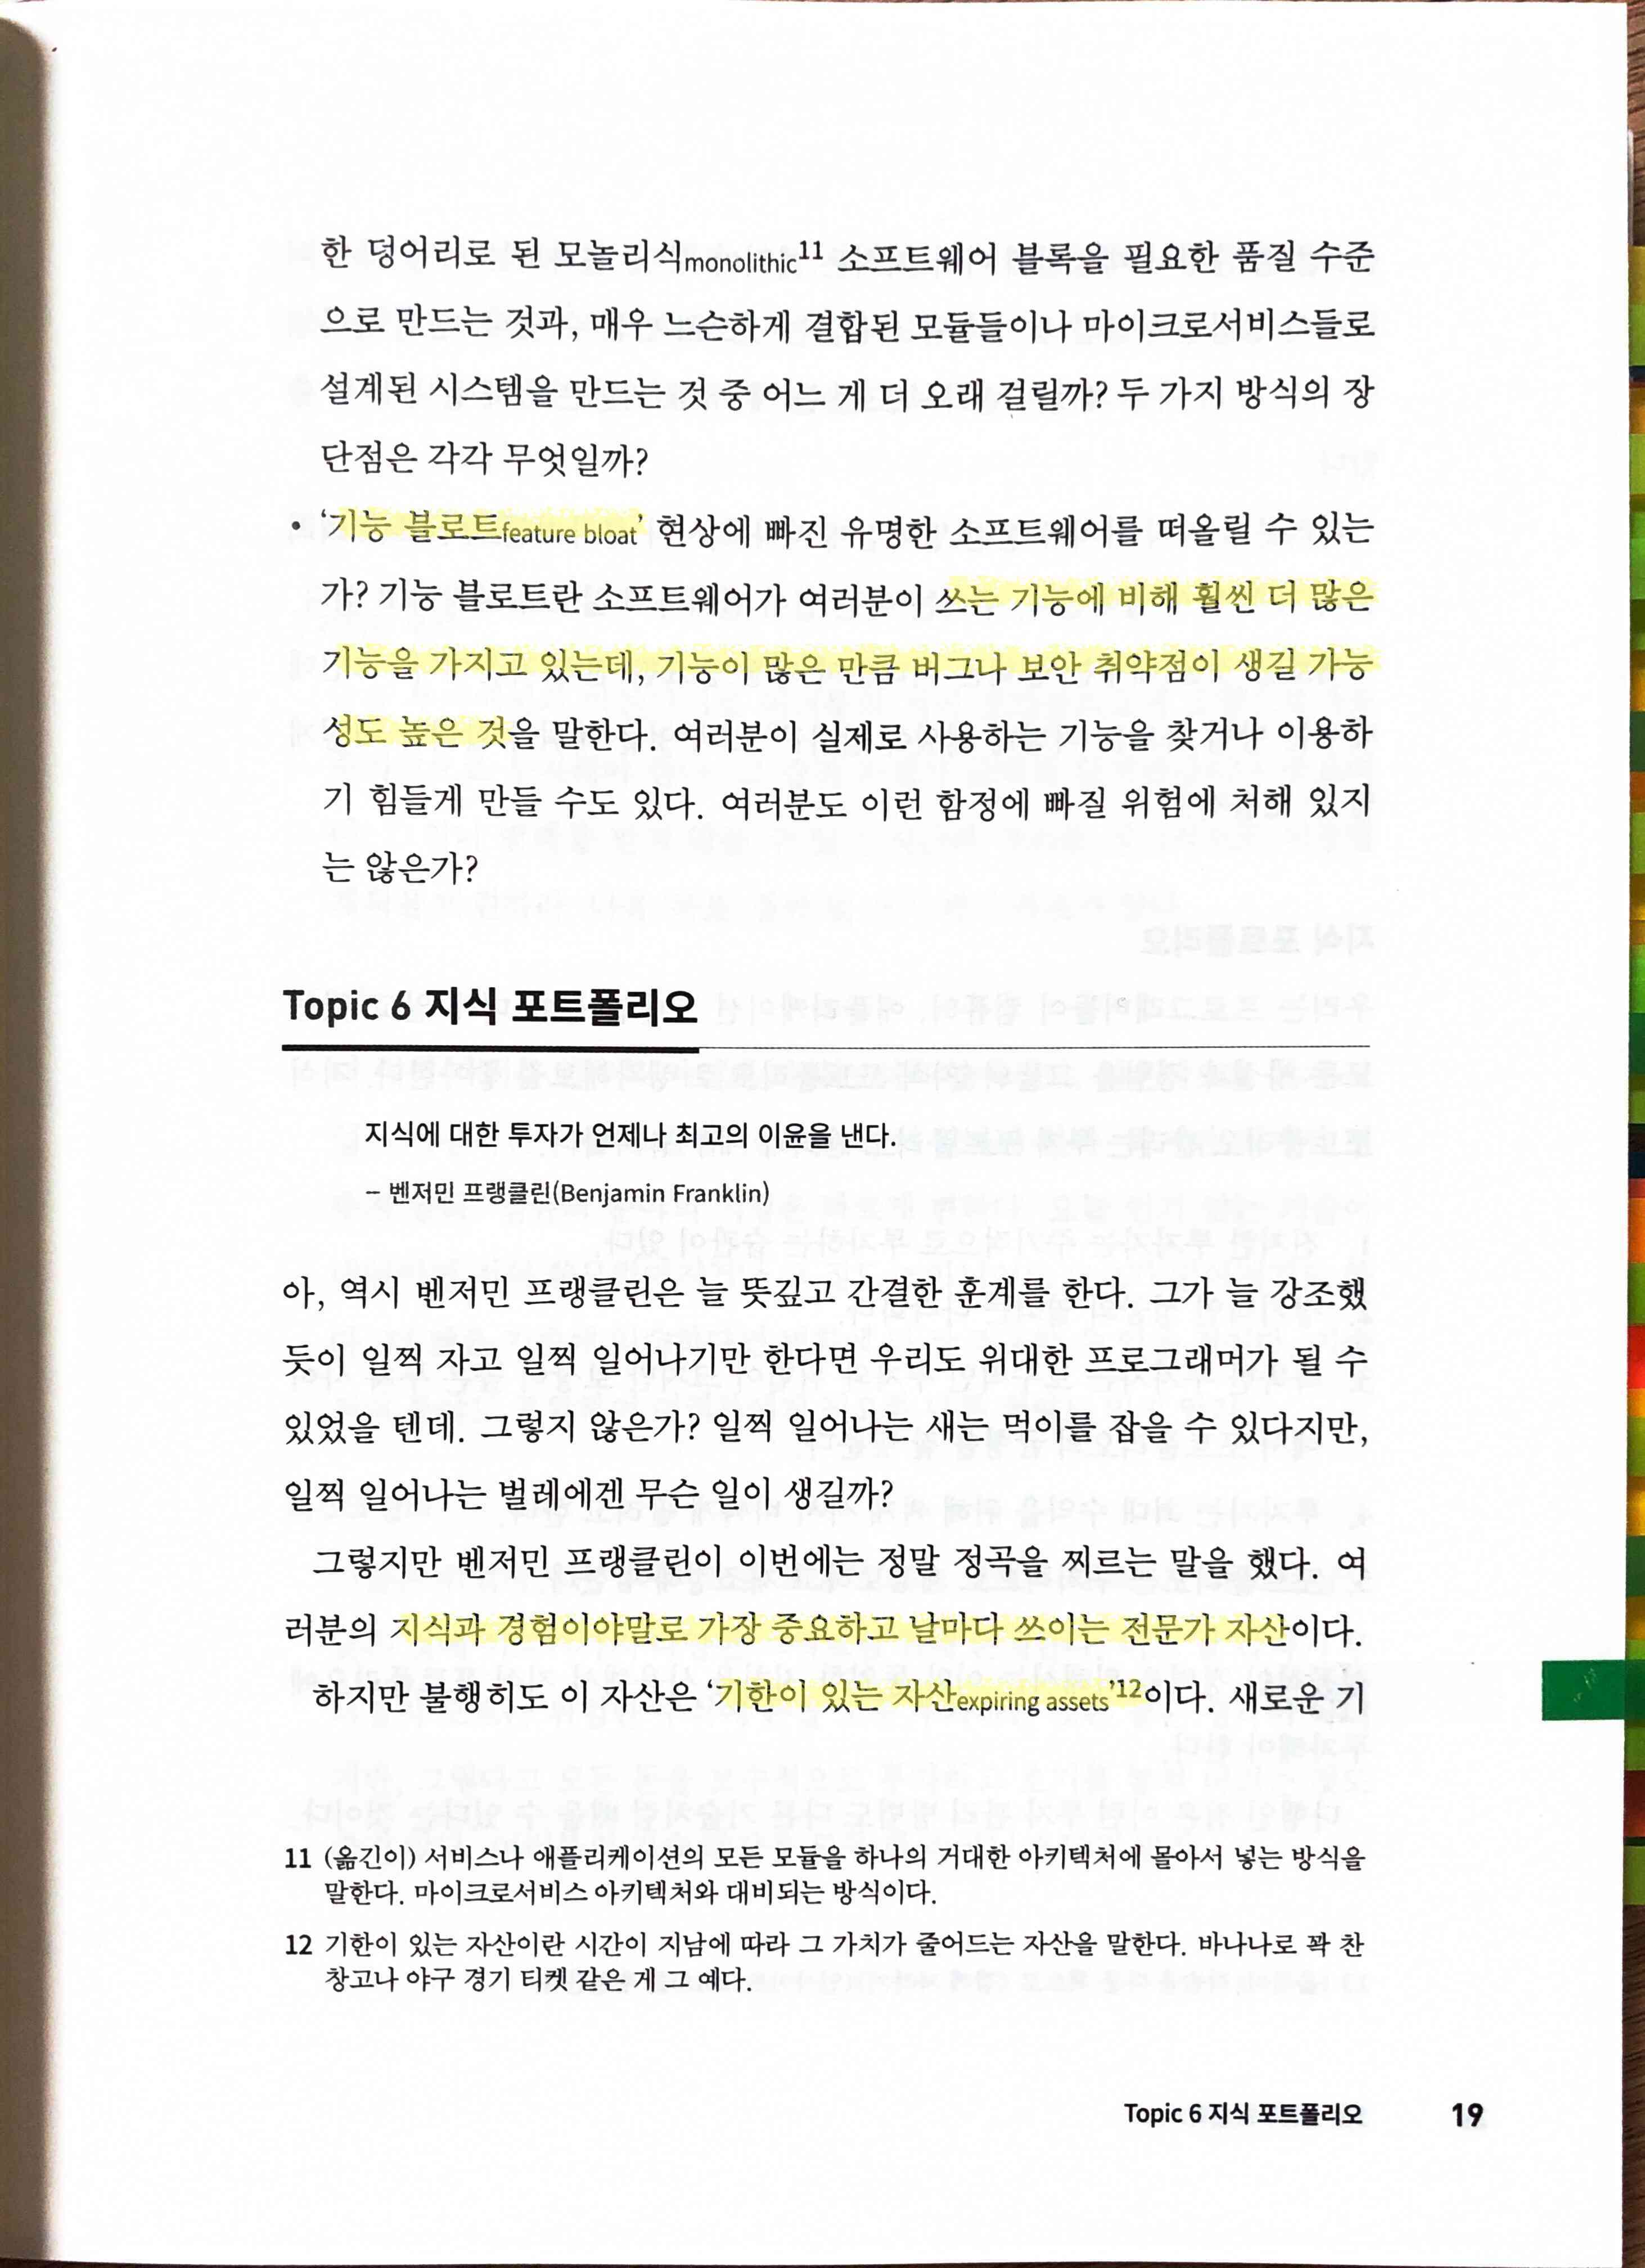 한 덩어리로 된 모놀리식monolithic11 소프트웨어 블록을 필요한 품질 수준
으로 만드는 것과, 매우 느슨하게 결합된 모듈들이나 마이크로서비스들로
설계된 시스템을 만드는 것 중 어느 게 더 오래 걸릴까? 두 가지 방식의 장
단점은 각각 무엇일까?
• ‘기능 블로트feature bloat’ 현상에 빠진 유명한 소프트웨어를 떠올릴 수 있는
가? 기능 블로트란 소프트웨어가 여러분이 쓰는 기능에 비해 훨씬 더 많은
기능을 가지고 있는데, 기능이 많은 만큼 버그나 보안 취약점이 생길 가능
성도 높은 것을 말한다. 여러분이 실제로 사용하는 기능을 찾거나 이용하
기 힘들게 만들 수도 있다. 여러분도 이런 함정에 빠질 위험에 처해 있지
는 않은가?
Topic 6 지식 포트폴리오
지식에 대한 투자가 언제나 최고의 이윤을 낸다.
– 벤저민 프랭클린(Benjamin Franklin)
아, 역시 벤저민 프랭클린은 늘 뜻깊고 간결한 훈계를 한다. 그가 늘 강조했
듯이 일찍 자고 일찍 일어나기만 한다면 우리도 위대한 프로그래머가 될 수
있었을 텐데. 그렇지 않은가? 일찍 일어나는 새는 먹이를 잡을 수 있다지만,
일찍 일어나는 벌레에겐 무슨 일이 생길까?
그렇지만 벤저민 프랭클린이 이번에는 정말 정곡을 찌르는 말을 했다. 여
러분의 지식과 경험이야말로 가장 중요하고 날마다 쓰이는 전문가 자산이다.
하지만 불행히도 이 자산은 ‘기한이 있는 자산expiring assets’12이다. 새로운 기
11 (옮긴이) 서비스나 애플리케이션의 모든 모듈을 하나의 거대한 아키텍처에 몰아서 넣는 방식을
말한다. 마이크로서비스 아키텍처와 대비되는 방식이다.
12 기한이 있는 자산이란 시간이 지남에 따라 그 가치가 줄어드는 자산을 말한다. 바나나로 꽉 찬
창고나 야구 경기 티켓 같은 게 그 예다.
Topic 6 지식 포트폴리오 19